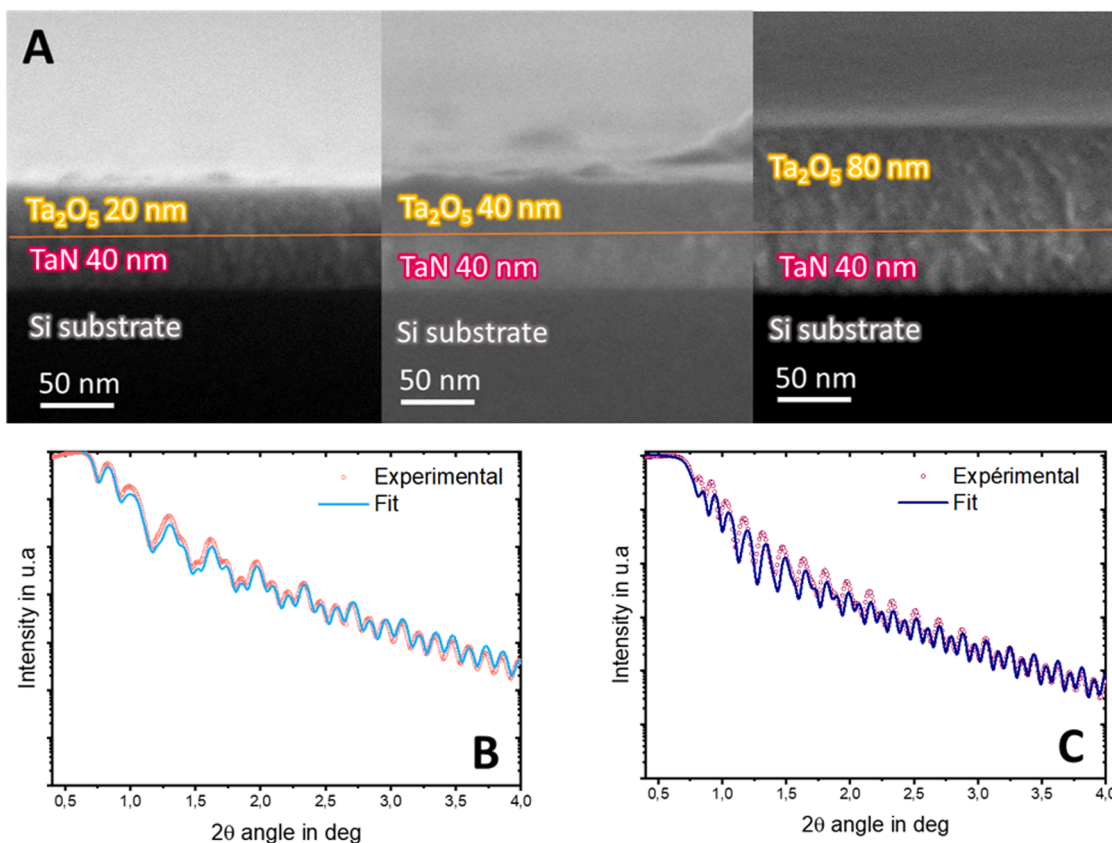 A
Ta₂O₅ 20 nm
TaN 40 nm
Si substrate
50 nm
Ta₂O₅ 40 nm
TaN 40 nm
Si substrate
50 nm
Ta₂O₅ 80 nm
TaN 40 nm
Si substrate
50 nm
Intensity in u.a
Experimental
Fit
B
0,5 1,0 1,5 2,0 2,5 3,0 3,5 4,0
2θ angle in deg
Intensity in u.a
Expérimental
Fit
C
0,5 1,0 1,5 2,0 2,5 3,0 3,5 4,0
2θ angle in deg